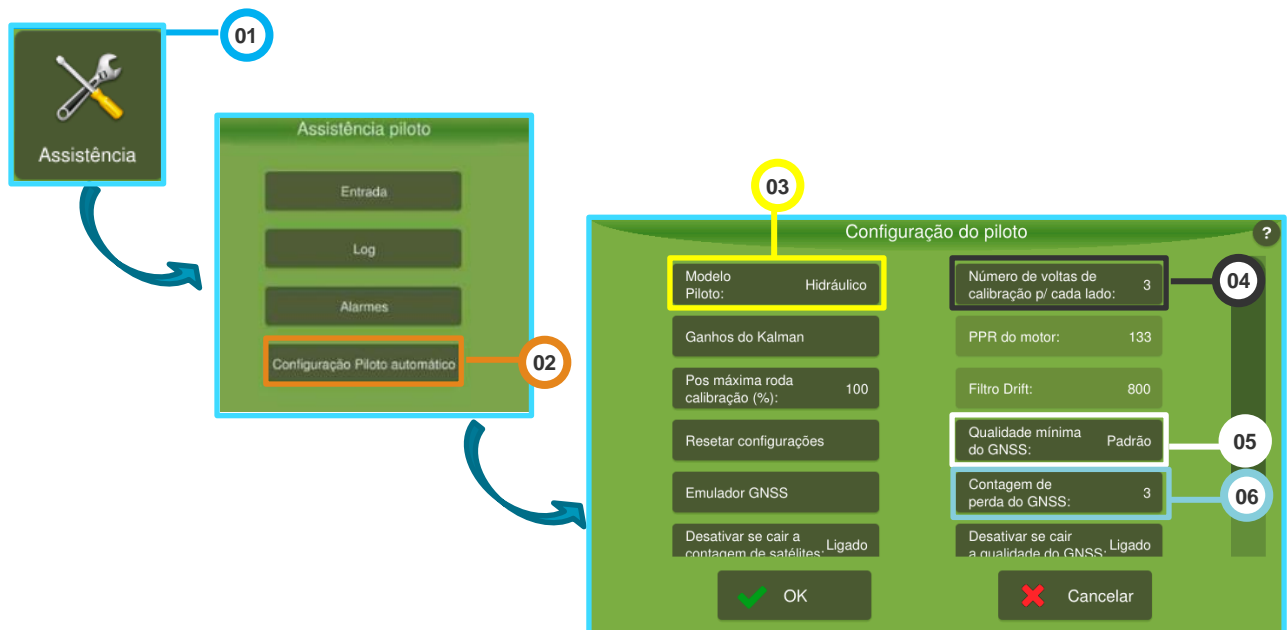 01
Assistência
Assistência piloto
Entrada
Log
Alarmes
Configuração Piloto automático
02
03
Configuração do piloto
?
Modelo
Piloto:
Hidráulico
Número de voltas de
calibração p/ cada lado:
3
04
Ganhos do Kalman
PPR do motor:
133
Pos máxima roda
calibração (%):
100
Filtro Drift:
800
Resetar configurações
Qualidade mínima
do GNSS:
Padrão
05
Emulador GNSS
Contagem de
perda do GNSS:
3
06
Desativar se cair a
contagem de satélites:
Ligado
Desativar se cair
a qualidade do GNSS:
Ligado
OK
Cancelar